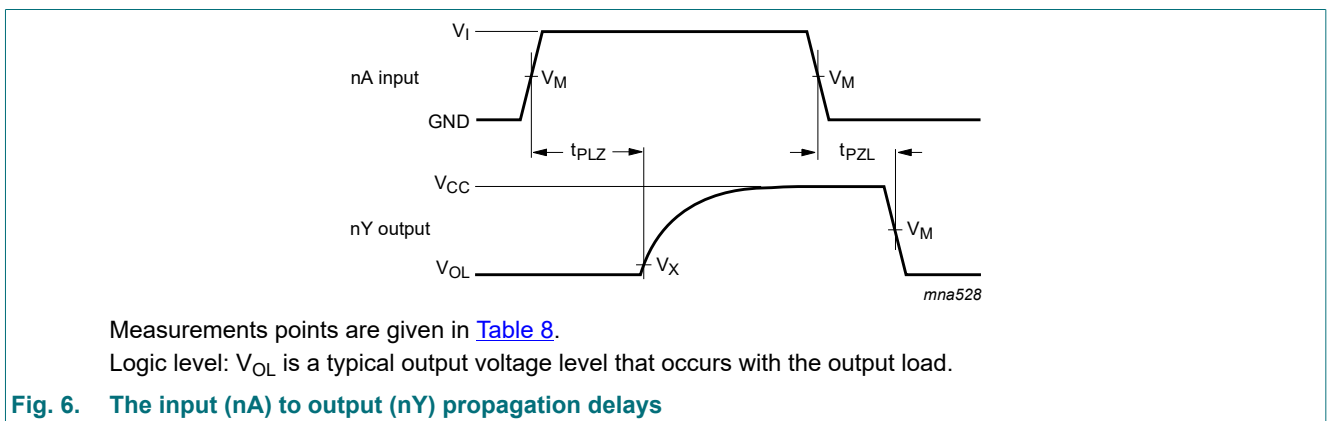 VI
nA input
VM
VM
GND
tPLZ
tPZL
VCC
nY output
VM
VOL
VX
mna528
Measurements points are given in Table 8.
Logic level: VOL is a typical output voltage level that occurs with the output load.
Fig. 6. The input (nA) to output (nY) propagation delays